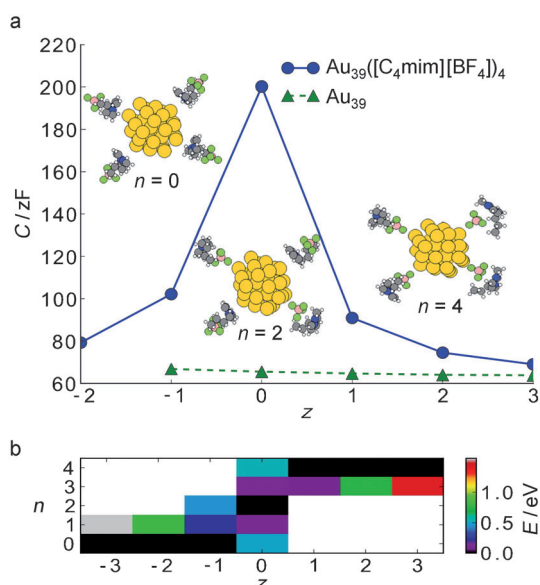 a
C / zF
200
180
160
140
120
100
80
60
Au39([C4mim][BF4])4
Au39
n = 0
n = 2
n = 4
-2 -1 0 1 2 3
z
b
n
4
3
2
1
0
-3 -2 -1 0 1 2 3
z
1.0
0.5
0.0
E / eV